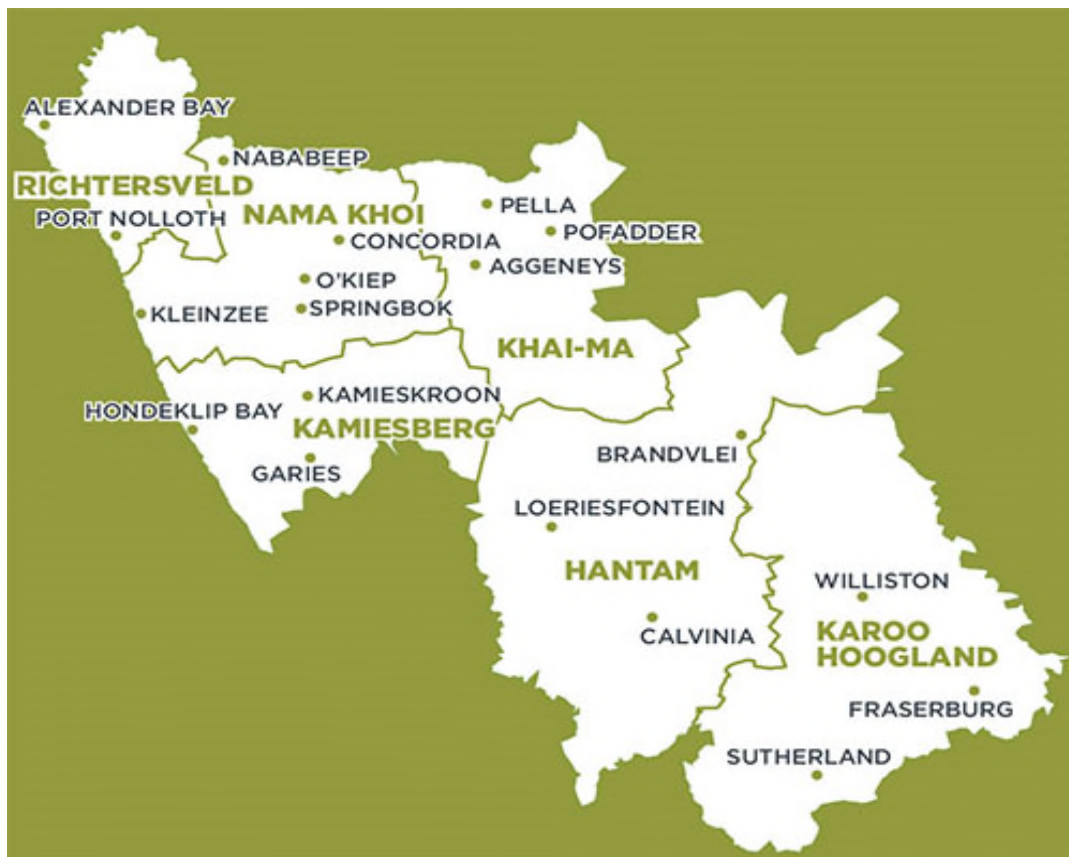 ALEXANDER BAY
NABABEEP
RICHTERSVELD
PELLA
NAMA KHOI
PORT NOLLOTH
POFADDER
CONCORDIA
AGGENEYS
O'KIEP
SPRINGBOK
KLEINZEE
KHAI-MA
KAMIESKROON
HONDEKLIP BAY
KAMIESBERG
BRANDVLEI
GARIES
LOERIESFONTEIN
HANTAM
WILLISTON
KAROO
HOOGLAND
CALVINIA
FRASERBURG
SUTHERLAND